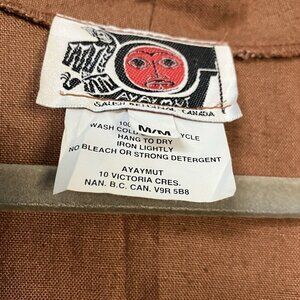 AYAYMUT
CANADA
100
M/M
WASH COLD CYCLE
HANG TO DRY
IRON LIGHTLY
NO BLEACH OR STRONG DETERGENT
AYAYMUT
10 VICTORIA CRES.
NAN. B.C. CAN. V9R 5B8